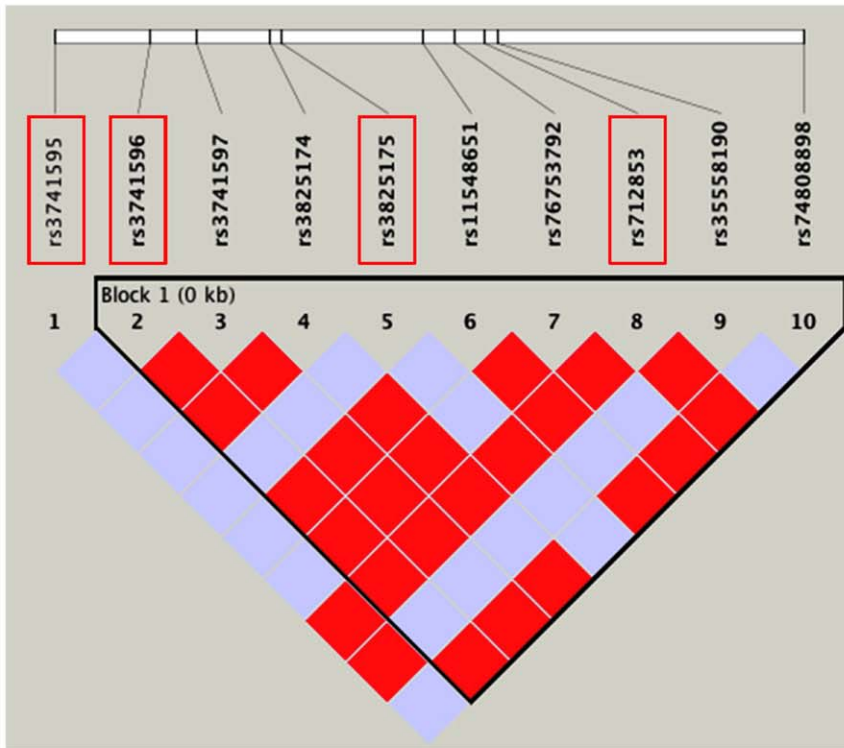 rs3741595
rs3741596
rs3741597
rs3825174
rs3825175
rs11548651
rs76753792
rs712853
rs35558190
rs74808898
Block 1 (0 kb)
1 2 3 4 5 6 7 8 9 10